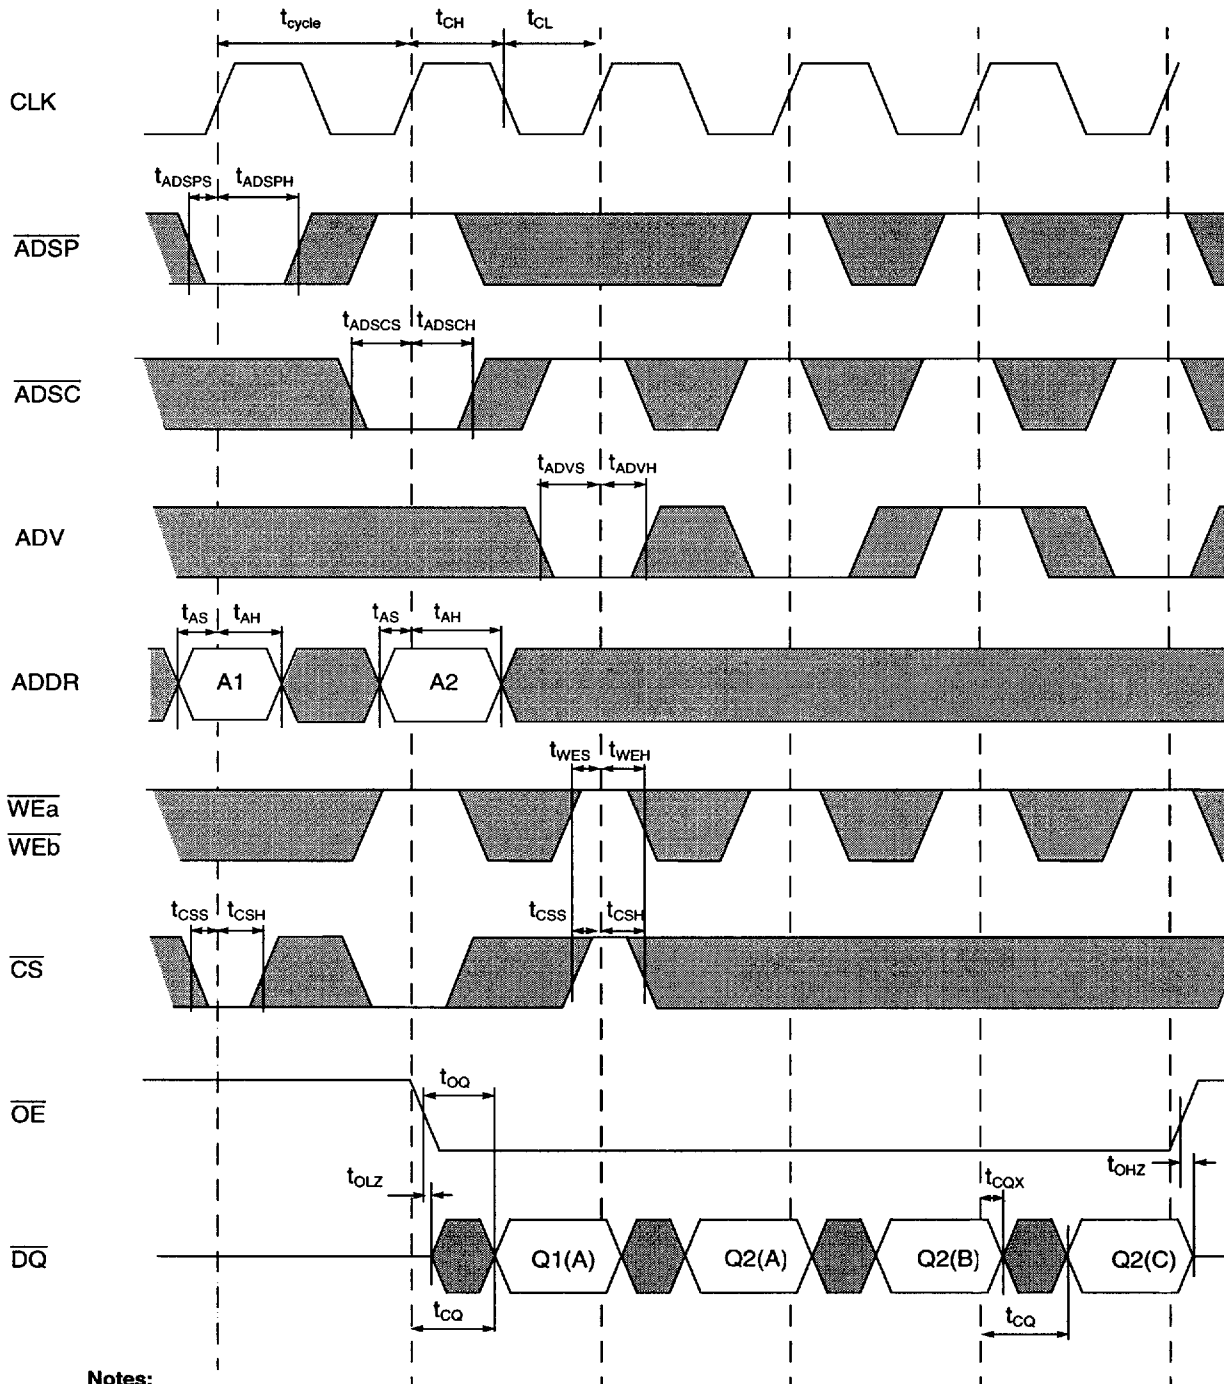 tcycle tCH tCL
CLK
tADSPS tADSPH
ADSP
tADSCS tADSCH
ADSC
tADVS tADVH
ADV
tAS tAH tAS tAH
ADDR A1 A2
tWES tWEH
WEa
WEb
tCSS tCSH tCSS tCSH
CS
tOQ
OE
tOLZ tCQX tOHZ
DQ Q1(A) Q2(A) Q2(B) Q2(C)
tCQ tCQ
Notes: